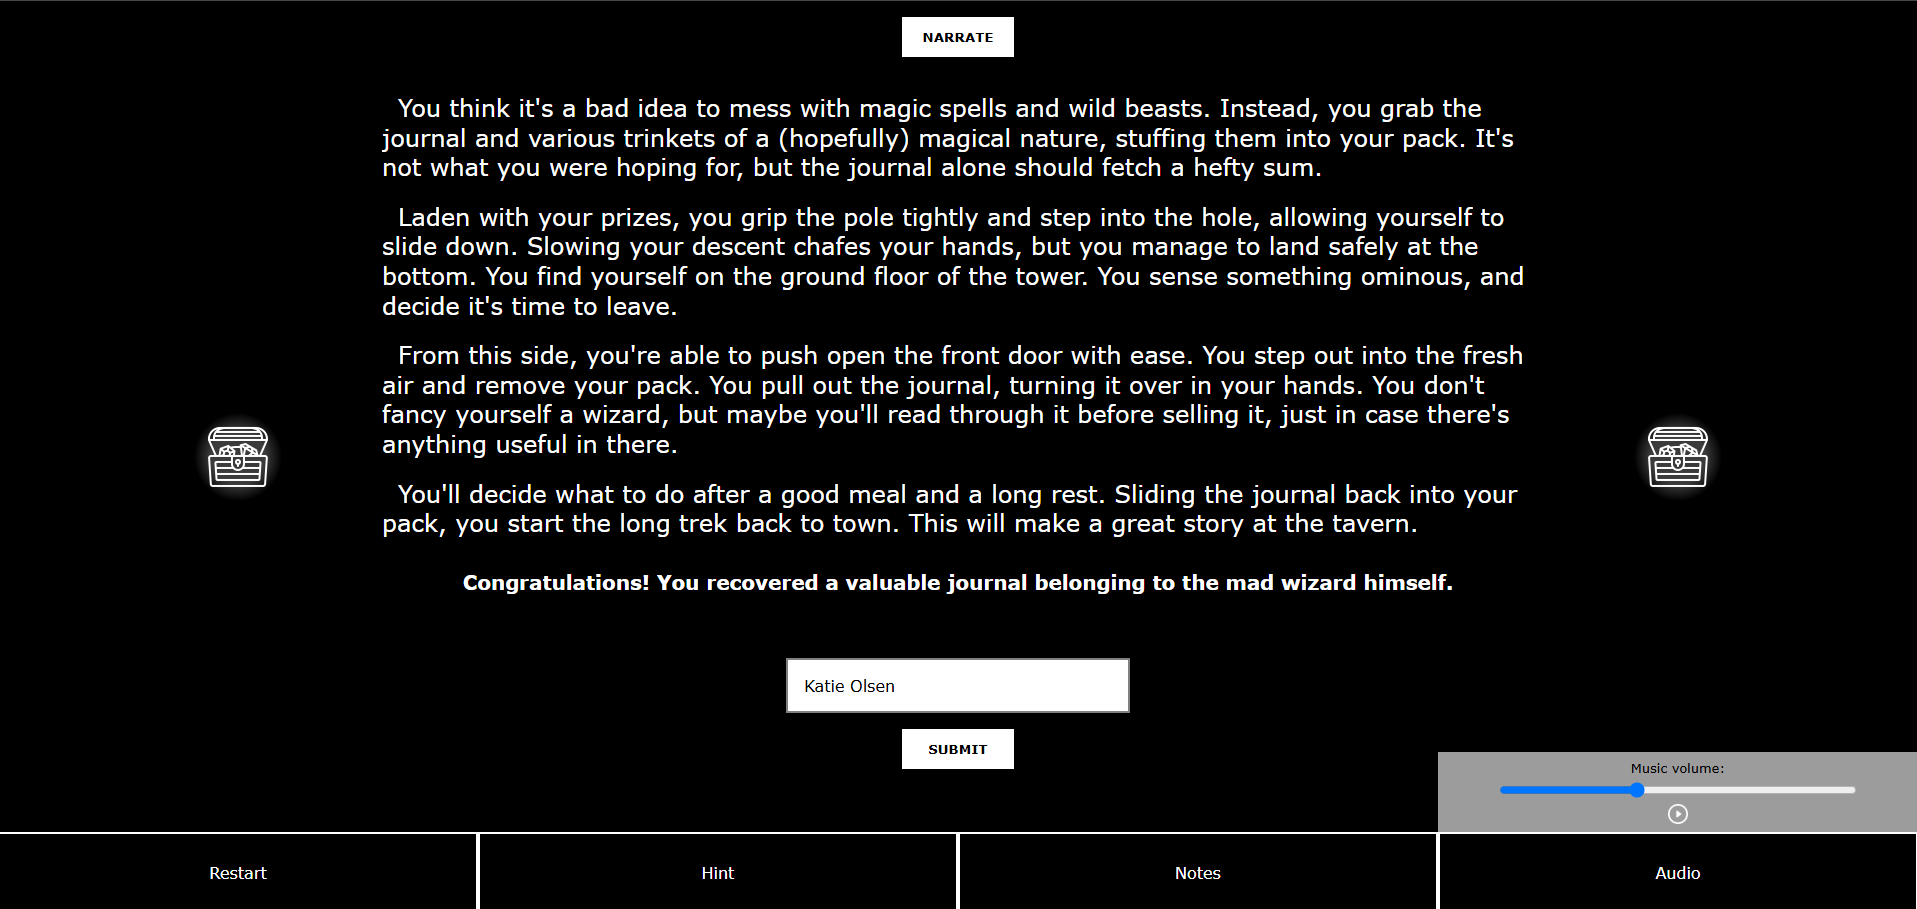 NARRATE
You think it's a bad idea to mess with magic spells and wild beasts. Instead, you grab the
journal and various trinkets of a (hopefully) magical nature, stuffing them into your pack. It's
not what you were hoping for, but the journal alone should fetch a hefty sum.
Laden with your prizes, you grip the pole tightly and step into the hole, allowing yourself to
slide down. Slowing your descent chafes your hands, but you manage to land safely at the
bottom. You find yourself on the ground floor of the tower. You sense something ominous, and
decide it's time to leave.
From this side, you're able to push open the front door with ease. You step out into the fresh
air and remove your pack. You pull out the journal, turning it over in your hands. You don't
fancy yourself a wizard, but maybe you'll read through it before selling it, just in case there's
anything useful in there.
You'll decide what to do after a good meal and a long rest. Sliding the journal back into your
pack, you start the long trek back to town. This will make a great story at the tavern.
Congratulations! You recovered a valuable journal belonging to the mad wizard himself.
Katie Olsen
SUBMIT
Music volume:
Restart
Hint
Notes
Audio